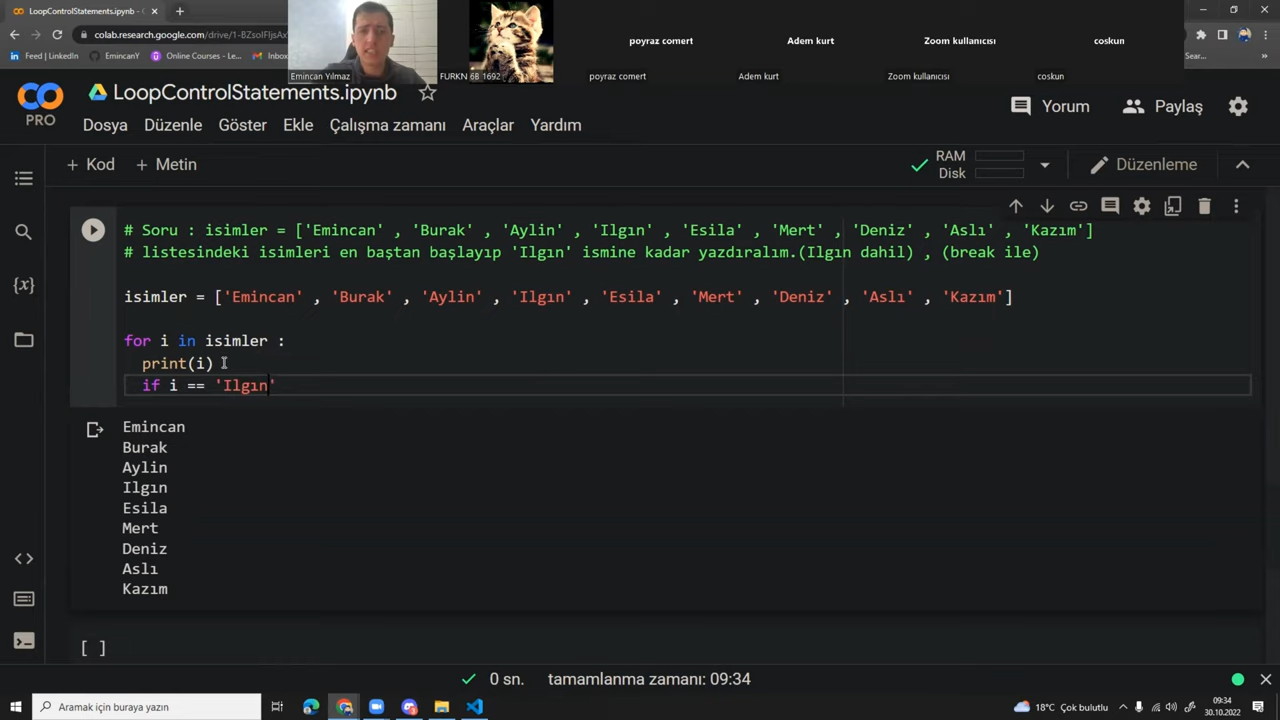 LoopControlStatements.ipynb -
colab.research.google.com/drive/1-BZsoIFljsAx
Feed | LinkedIn
EmincanY
Online Courses - Le
Inbox
Sear...
Emincan Yılmaz
FURKN 6B 1692
poyraz comert
Adem kurt
Zoom kullanıcısı
coskun
poyraz comert
Adem kurt
Zoom kullanıcısı
coskun
PRO
LoopControlStatements.ipynb
Dosya Düzenle Göster Ekle Çalışma zamanı Araçlar Yardım
Yorum
Paylaş
+ Kod + Metin
RAM
Disk
Düzenleme
# Soru : isimler = ['Emincan' , 'Burak' , 'Aylin' , 'Ilgın' , 'Esila' , 'Mert' , 'Deniz' , 'Aslı' , 'Kazım']
# listesindeki isimleri en baştan başlayıp 'Ilgın' ismine kadar yazdıralım.(Ilgın dahil) , (break ile)
isimler = ['Emincan' , 'Burak' , 'Aylin' , 'Ilgın' , 'Esila' , 'Mert' , 'Deniz' , 'Aslı' , 'Kazım']
for i in isimler :
print(i)
if i == 'Ilgın'
Emincan
Burak
Aylin
Ilgın
Esila
Mert
Deniz
Aslı
Kazım
[ ]
0 sn. tamamlanma zamanı: 09:34
Aramak için buraya yazın
18°C Çok bulutlu
09:34
30.10.2022